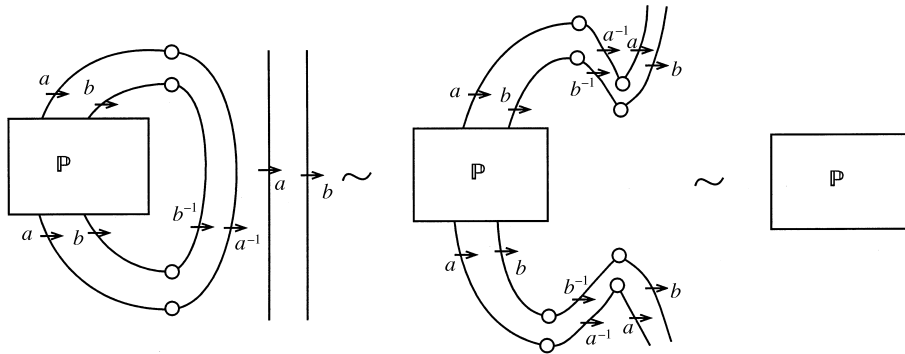 a b ℙ a b b⁻¹ a⁻¹ a b ~
a b a⁻¹ b⁻¹ a b ℙ a b b⁻¹ a⁻¹ a b ~
ℙ